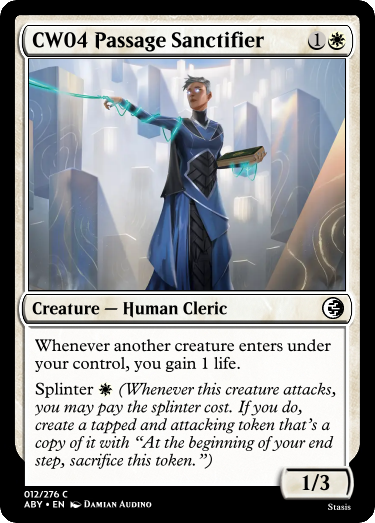 CW04 Passage Sanctifier 1
Creature — Human Cleric
Whenever another creature enters under
your control, you gain 1 life.
Splinter (Whenever this creature attacks,
you may pay the splinter cost. If you do,
create a tapped and attacking token that's a
copy of it with “At the beginning of your end
step, sacrifice this token.”)
1/3
012/276 C
ABY • EN Damian Audino
Stasis